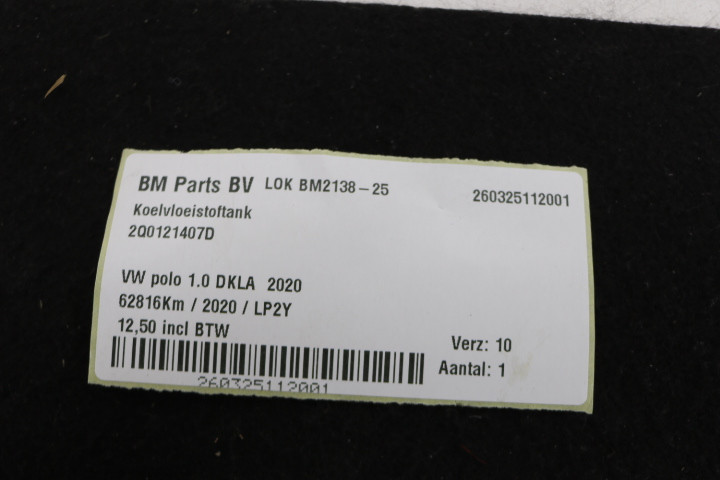 BM Parts BV LOK BM2138-25 260325112001
Koelvloeistoftank
2Q0121407D
VW polo 1.0 DKLA 2020
62816Km / 2020 / LP2Y
12,50 incl BTW
Verz: 10
Aantal: 1
260325112001